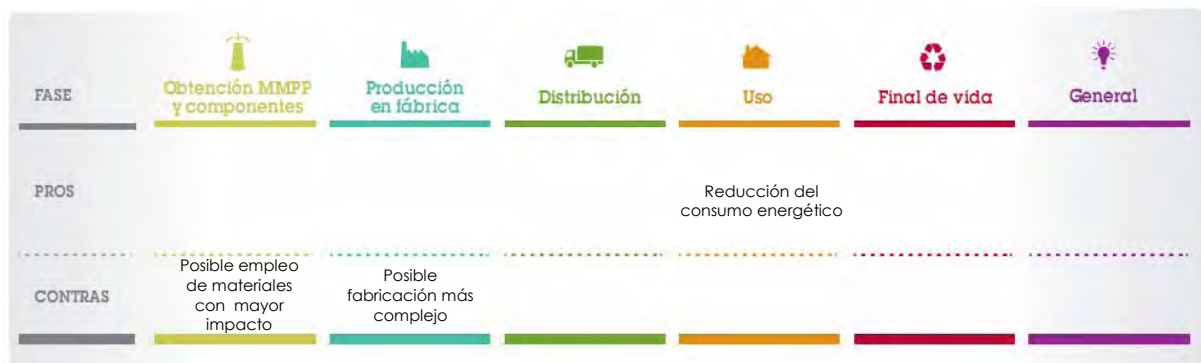 FASE
Obtención MMPP
y componentes
Producción
en fábrica
Distribución
Uso
Final de vida
General
PROS
Reducción del
consumo energético
CONTRAS
Posible empleo
de materiales
con mayor
impacto
Posible
fabricación más
complejo